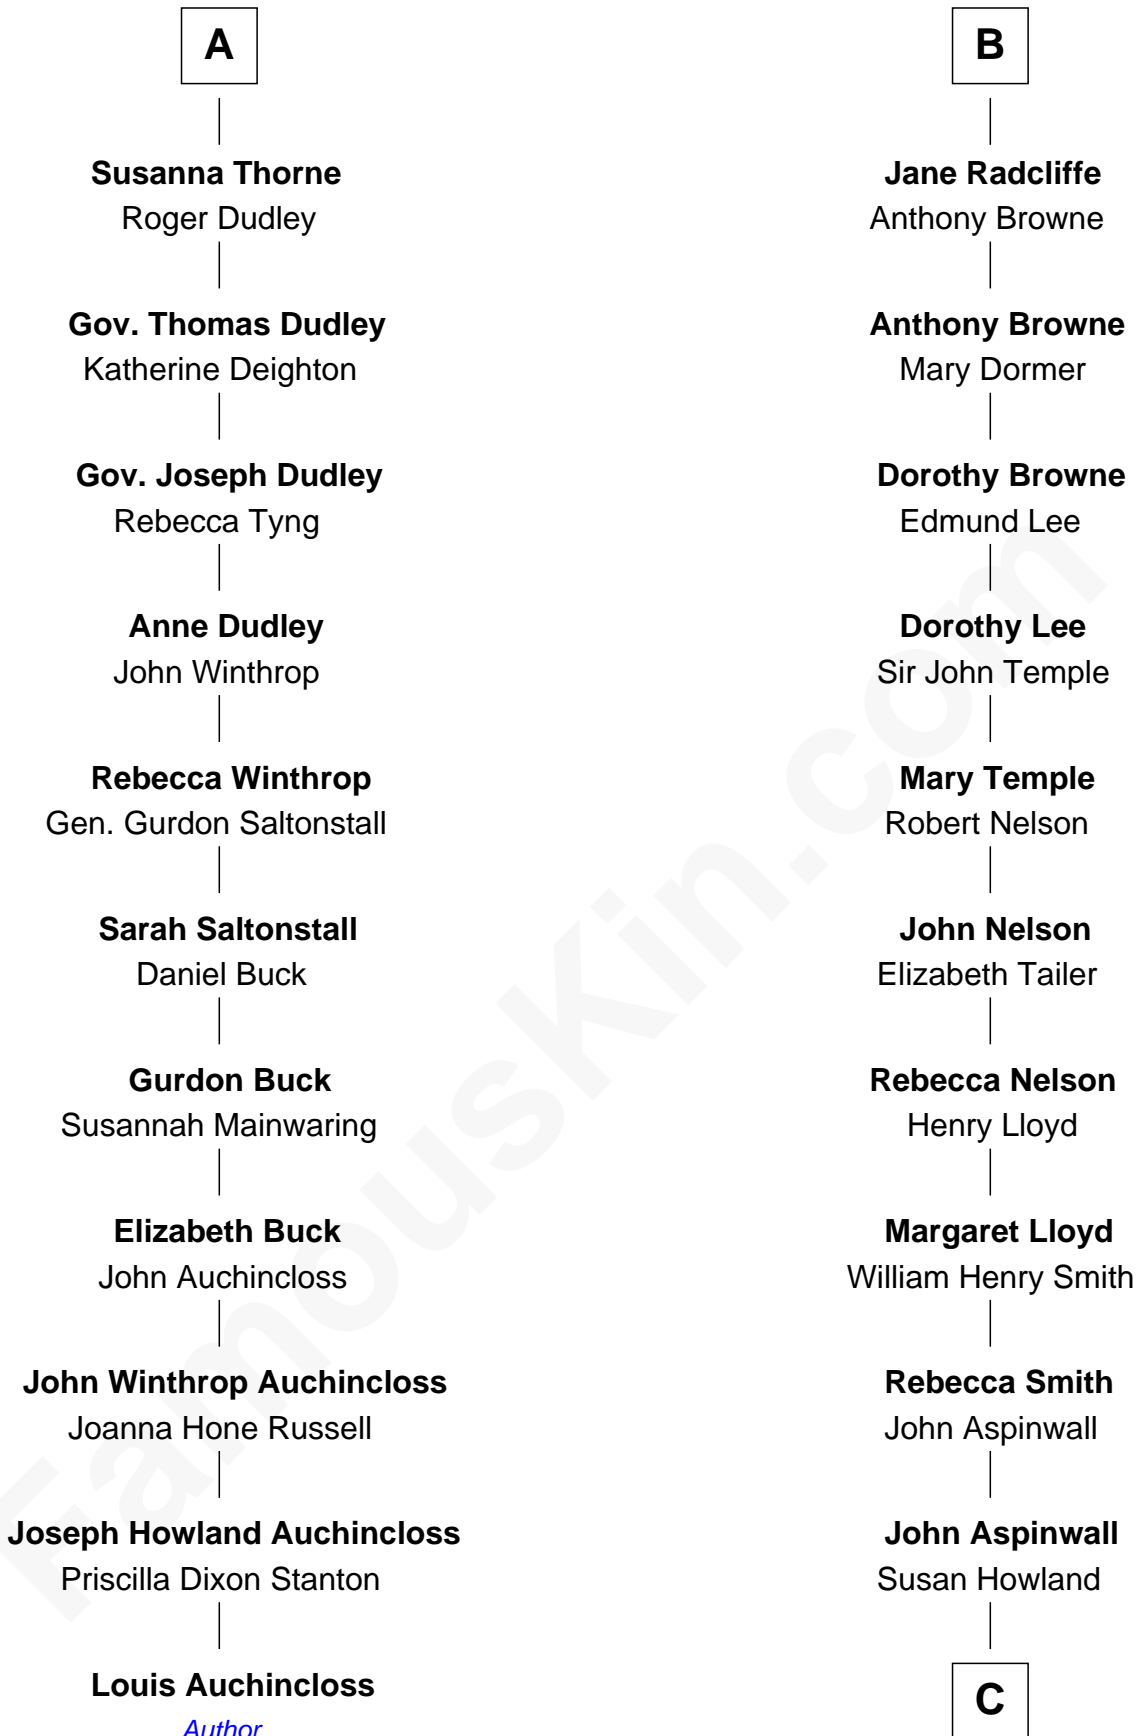 A
Susanna Thorne
Roger Dudley
Gov. Thomas Dudley
Katherine Deighton
Gov. Joseph Dudley
Rebecca Tyng
Anne Dudley
John Winthrop
Rebecca Winthrop
Gen. Gurdon Saltonstall
Sarah Saltonstall
Daniel Buck
Gurdon Buck
Susannah Mainwaring
Elizabeth Buck
John Auchincloss
John Winthrop Auchincloss
Joanna Hone Russell
Joseph Howland Auchincloss
Priscilla Dixon Stanton
Louis Auchincloss
Author
B
Jane Radcliffe
Anthony Browne
Anthony Browne
Mary Dormer
Dorothy Browne
Edmund Lee
Dorothy Lee
Sir John Temple
Mary Temple
Robert Nelson
John Nelson
Elizabeth Tailer
Rebecca Nelson
Henry Lloyd
Margaret Lloyd
William Henry Smith
Rebecca Smith
John Aspinwall
John Aspinwall
Susan Howland
C
FamousKin.com